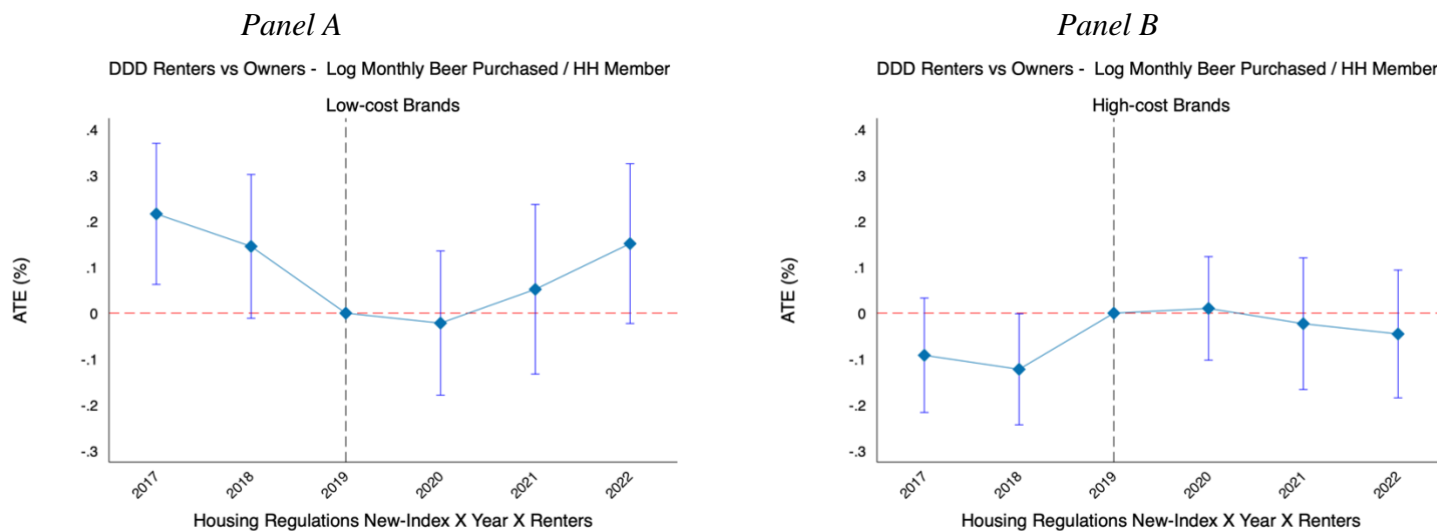 Panel A
DDD Renters vs Owners - Log Monthly Beer Purchased / HH Member
Low-cost Brands
.4
.3
.2
.1
0
-.1
-.2
-.3
ATE (%)
2017
2018
2019
2020
2021
2022
Housing Regulations New-Index X Year X Renters
Panel B
DDD Renters vs Owners - Log Monthly Beer Purchased / HH Member
High-cost Brands
.4
.3
.2
.1
0
-.1
-.2
-.3
ATE (%)
2017
2018
2019
2020
2021
2022
Housing Regulations New-Index X Year X Renters